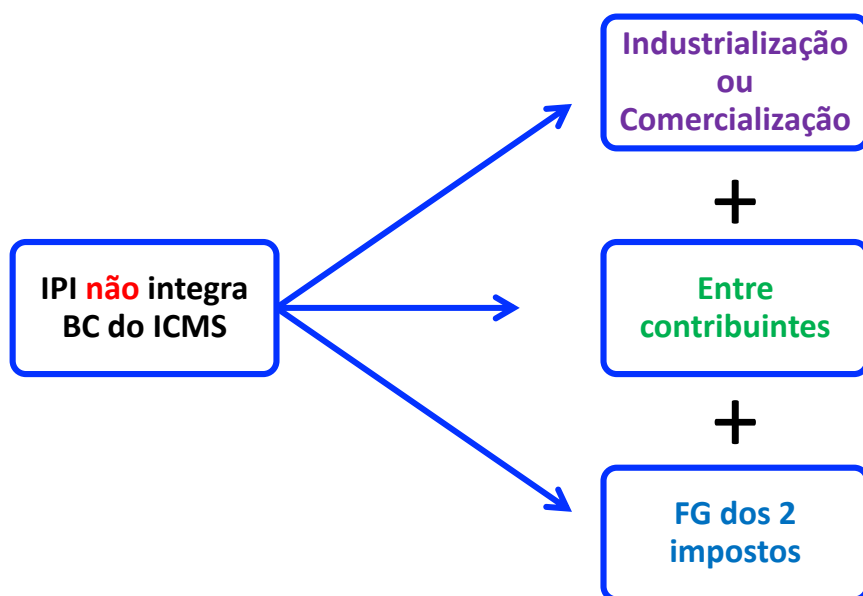 Industrialização
ou
Comercialização
+
IPI não integra
BC do ICMS
Entre
contribuintes
+
FG dos 2
impostos